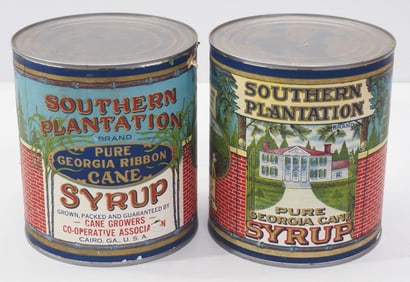 SOUTHERN
PLANTATION
BRAND
PURE
GEORGIA RIBBON
CANE
SYRUP
GROWN, PACKED AND GUARANTEED BY
CANE GROWERS
CO-OPERATIVE ASSOCIATION
CAIRO, GA., U.S.A.
SOUTHERN
PLANTATION
BRAND
PURE
GEORGIA CANE
SYRUP